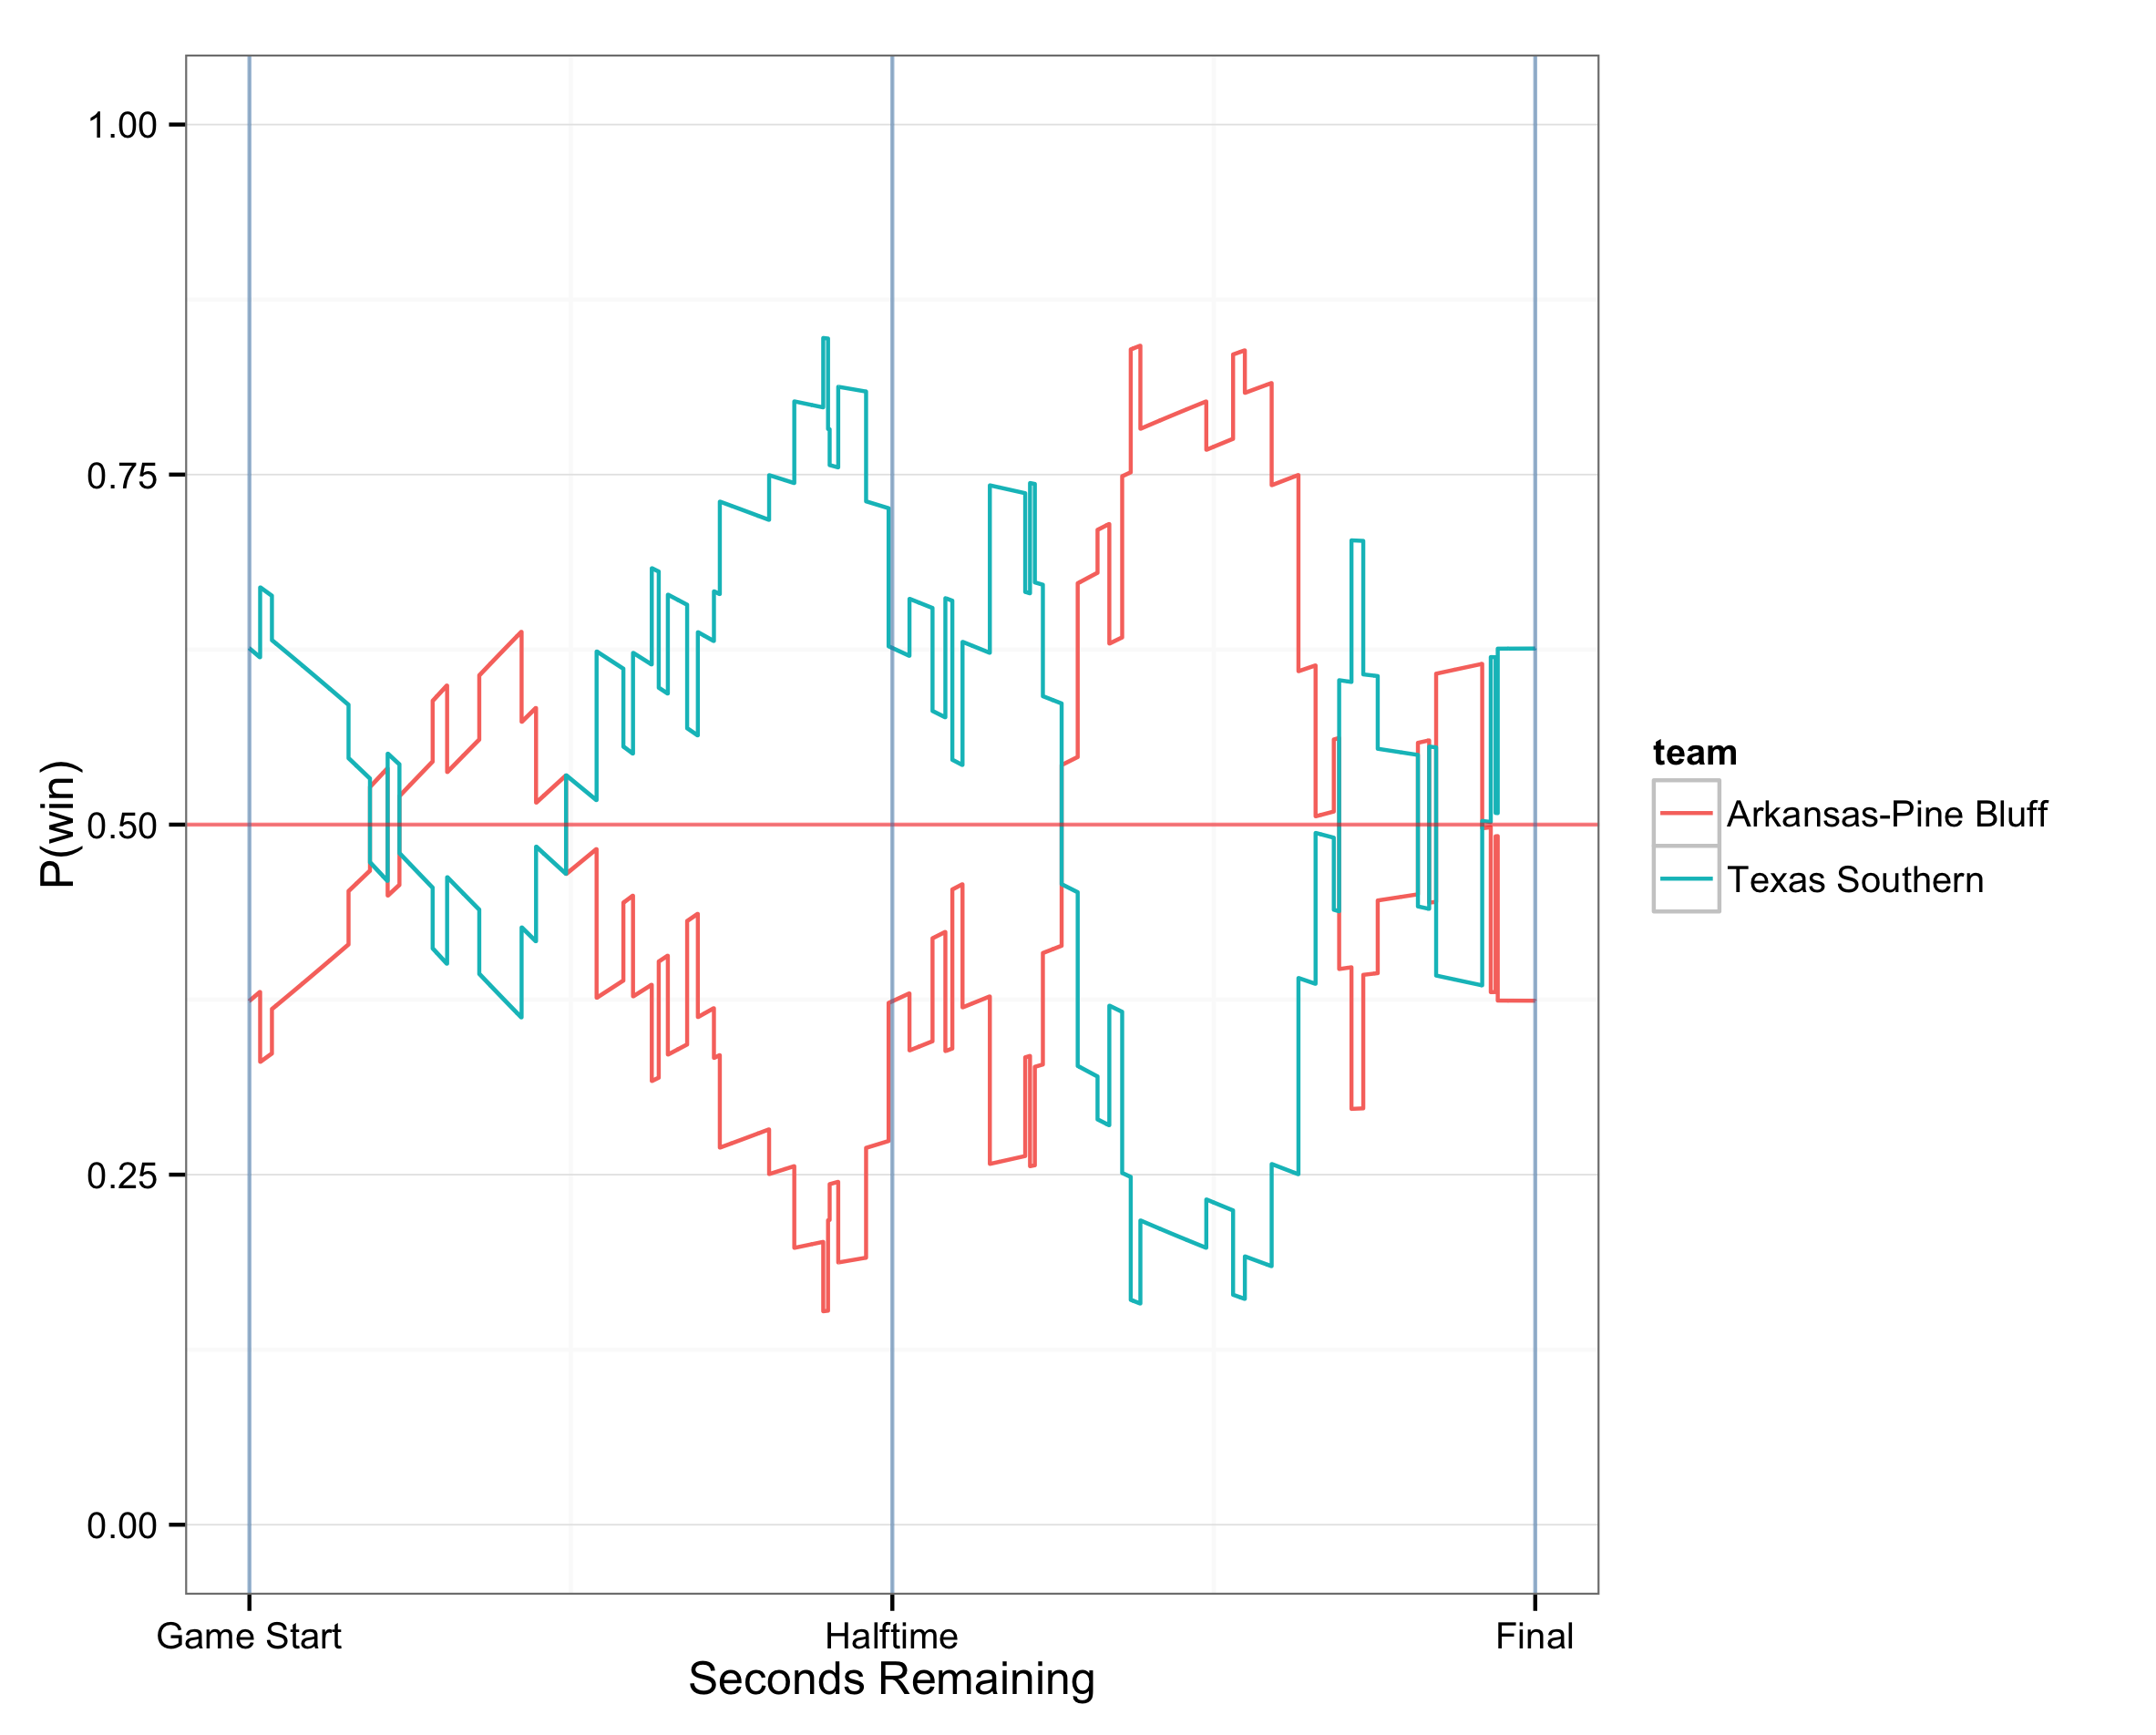 1.00
0.75
0.50
0.25
0.00
P(win)
Game Start
Halftime
Final
Seconds Remaining
team
Arkansas-Pine Bluff
Texas Southern